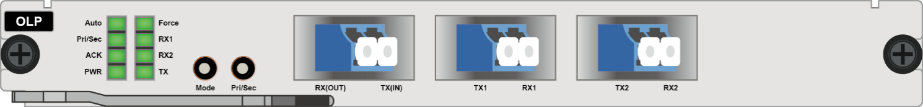 OLP
Auto Force
Pri/Sec RX1
ACK RX2
PWR TX
Mode Pri/Sec
RX(OUT) TX(IN) TX1 RX1 TX2 RX2